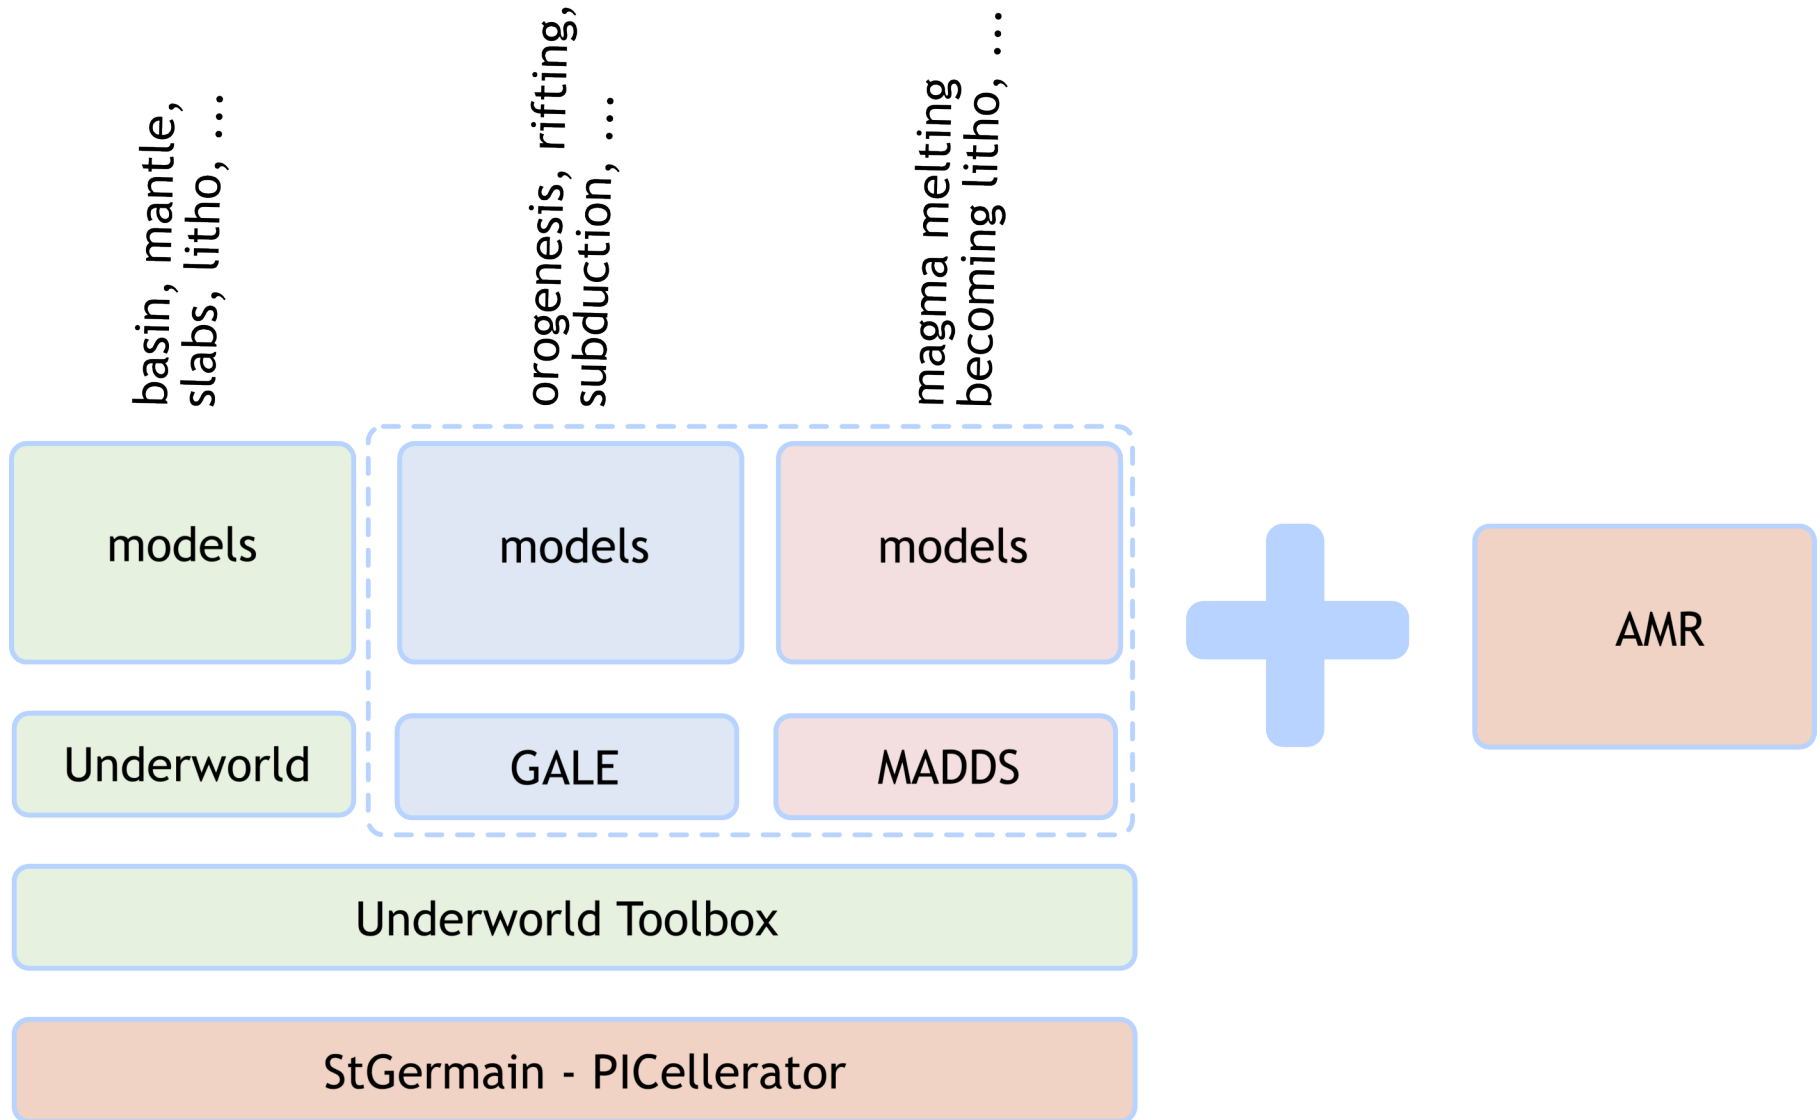 basin, mantle,
slabs, litho, ...
orogenesis, rifting,
subduction, ...
magma melting
becoming litho, ...
models
models
models
AMR
Underworld
GALE
MADDS
Underworld Toolbox
StGermain - PICellerator